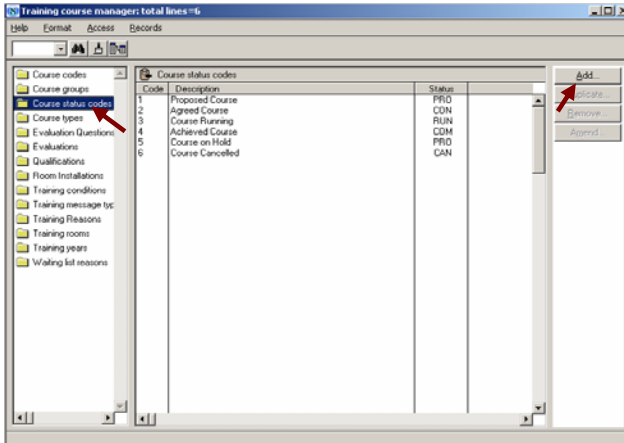 Training course manager: total lines=6
Help Format Access Records
Course codes
Course groups
Course status codes
Course types
Evaluation Questions
Evaluations
Qualifications
Room Installations
Training conditions
Training message typ
Training Reasons
Training rooms
Training years
Waiting list reasons
Course status codes
Code Description Status
1 Proposed Course PRO
2 Agreed Course CON
3 Course Running RUN
4 Achieved Course COM
5 Course on Hold PRO
6 Course Cancelled CAN
Add...
Remove...
Amend...